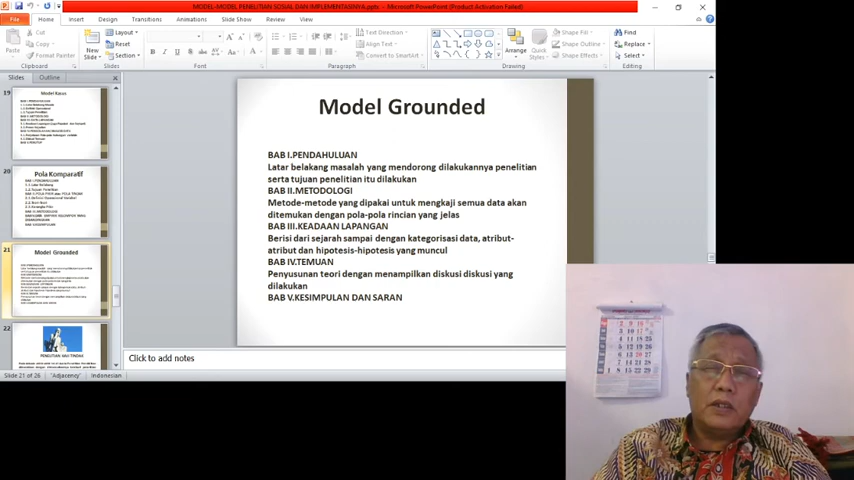 MODEL-MODEL PENELITIAN SOSIAL DAN IMPLEMENTASINYA.pptx - Microsoft PowerPoint (Product Activation Failed)
File Home Insert Design Transitions Animations Slide Show Review View
Paste
Cut
Copy
Format Painter
Clipboard
New Slide
Layout
Reset
Section
Slides
Font
Paragraph
Text Direction
Align Text
Convert to SmartArt
Arrange
Quick Styles
Shape Fill
Shape Outline
Shape Effects
Drawing
Find
Replace
Select
Editing
Slides Outline
19
Model Kasus
20
Pola Komparatif
21
Model Grounded
22
PENELITIAN KAJI TINDAK
Model Grounded
BAB I.PENDAHULUAN
Latar belakang masalah yang mendorong dilakukannya penelitian
serta tujuan penelitian itu dilakukan
BAB II.METODOLOGI
Metode-metode yang dipakai untuk mengkaji semua data akan
ditemukan dengan pola-pola rincian yang jelas
BAB III.KEADAAN LAPANGAN
Berisi dari sejarah sampai dengan kategorisasi data, atribut-
atribut dan hipotesis-hipotesis yang muncul
BAB IV.TEMUAN
Penyusunan teori dengan menampilkan diskusi diskusi yang
dilakukan
BAB V.KESIMPULAN DAN SARAN
Click to add notes
Slide 21 of 26 "Adjacency" Indonesian